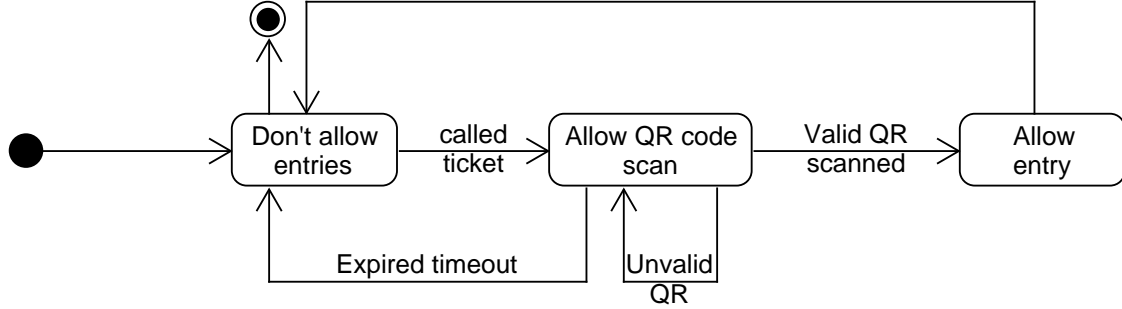 Don't allow
entries
called
ticket
Allow QR code
scan
Valid QR
scanned
Allow
entry
Expired timeout
Unvalid
QR